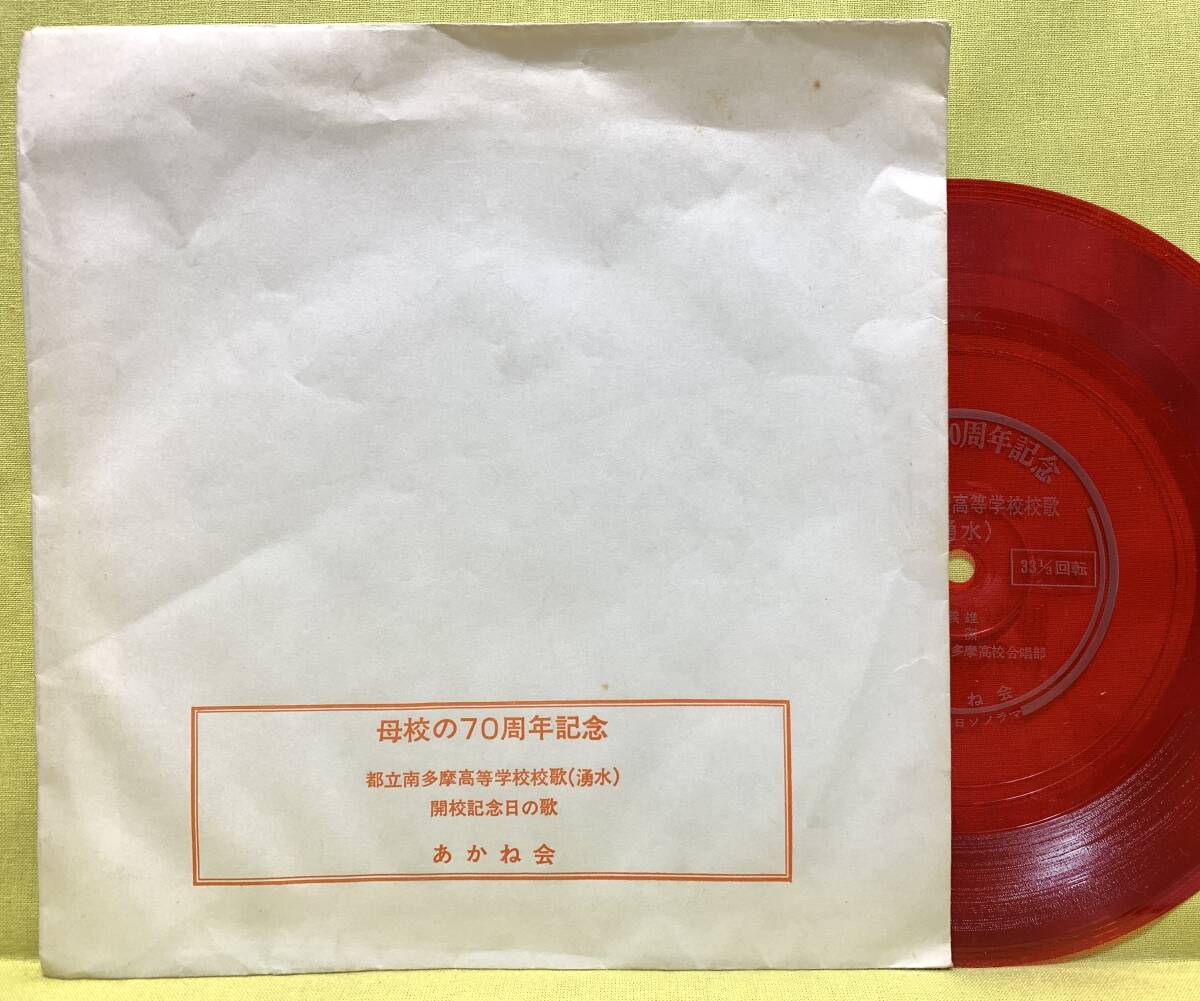 母校の70周年記念
都立南多摩高等学校校歌(湧水)
開校記念日の歌
あかね会
0周年記念
高等学校校歌
水)
33⅓回転
雄
多摩高校合唱部
ね会
日ソノラマ